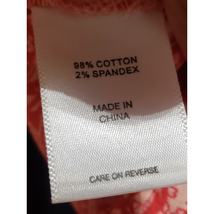 98% COTTON
2% SPANDEX
MADE IN
CHINA
CARE ON REVERSE